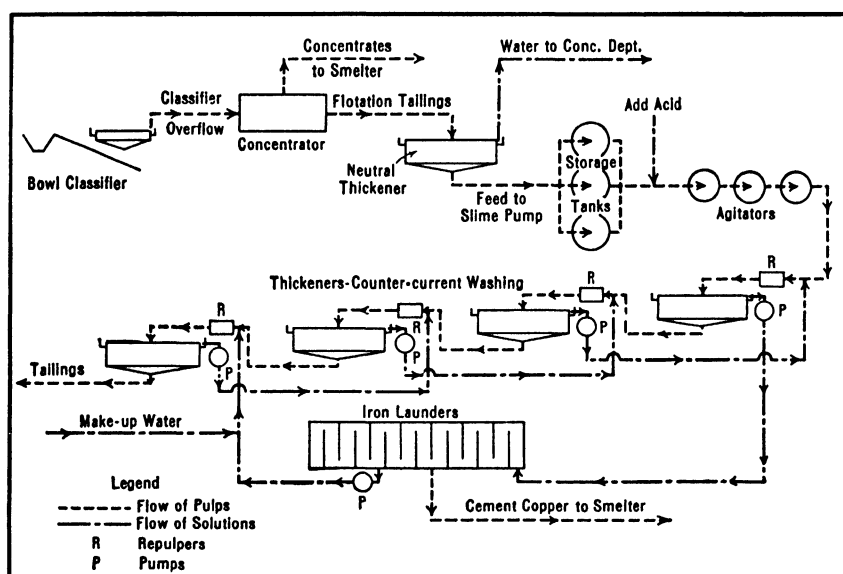 Concentrates
to Smelter
Water to Conc. Dept.
Classifier
Overflow
Flotation Tailings
Add Acid
Concentrator
Bowl Classifier
Neutral
Thickener
Storage
Tanks
Feed to
Slime Pump
Agitators
Thickeners-Counter-current Washing
R
R
R
R
P
P
P
P
Tailings
Make-up Water
Iron Launders
P
Cement Copper to Smelter
Legend
Flow of Pulps
Flow of Solutions
R Repulpers
P Pumps